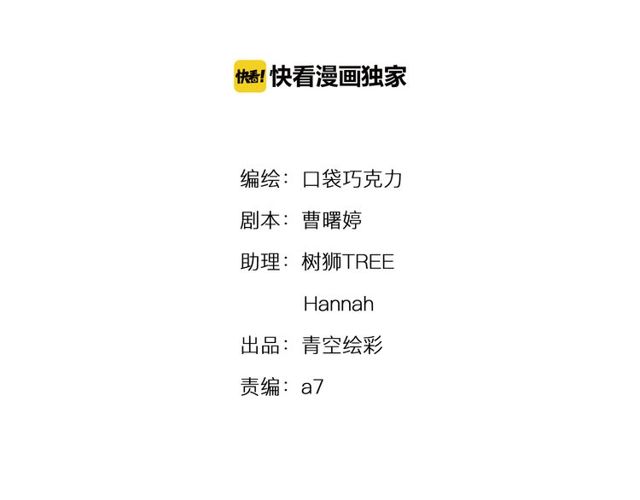 快看! 快看漫画独家
编绘：口袋巧克力
剧本：曹曙婷
助理：树狮TREE
Hannah
出品：青空绘彩
责编：a7